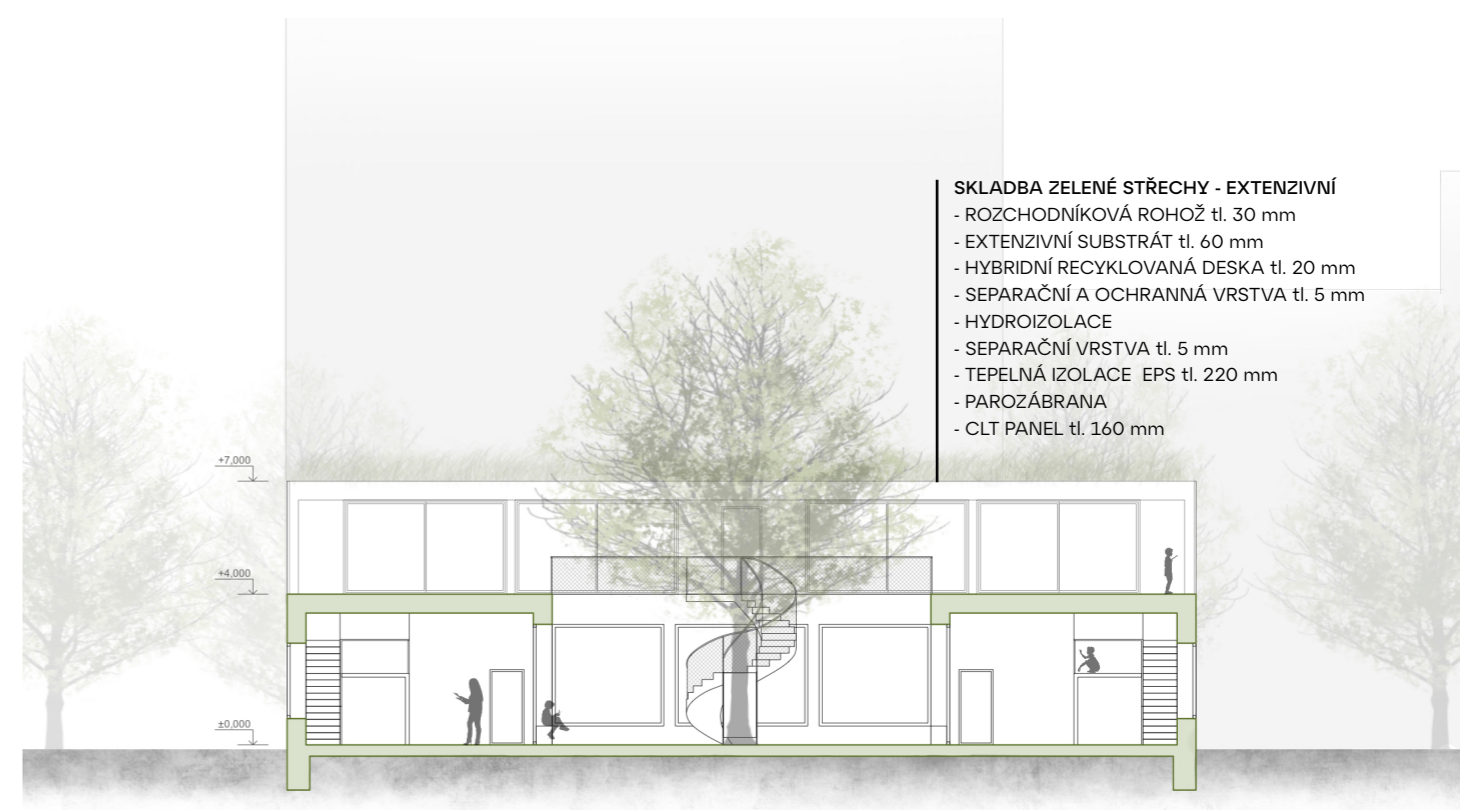 SKLADBA ZELENÉ STŘECHY - EXTENZIVNÍ
- ROZCHODNÍKOVÁ ROHOŽ tl. 30 mm
- EXTENZIVNÍ SUBSTRÁT tl. 60 mm
- HYBRIDNÍ RECYKLOVANÁ DESKA tl. 20 mm
- SEPARAČNÍ A OCHRANNÁ VRSTVA tl. 5 mm
- HYDROIZOLACE
- SEPARAČNÍ VRSTVA tl. 5 mm
- TEPELNÁ IZOLACE  EPS tl. 220 mm
- PAROZÁBRANA
- CLT PANEL tl. 160 mm
+7,000
+4,000
±0,000